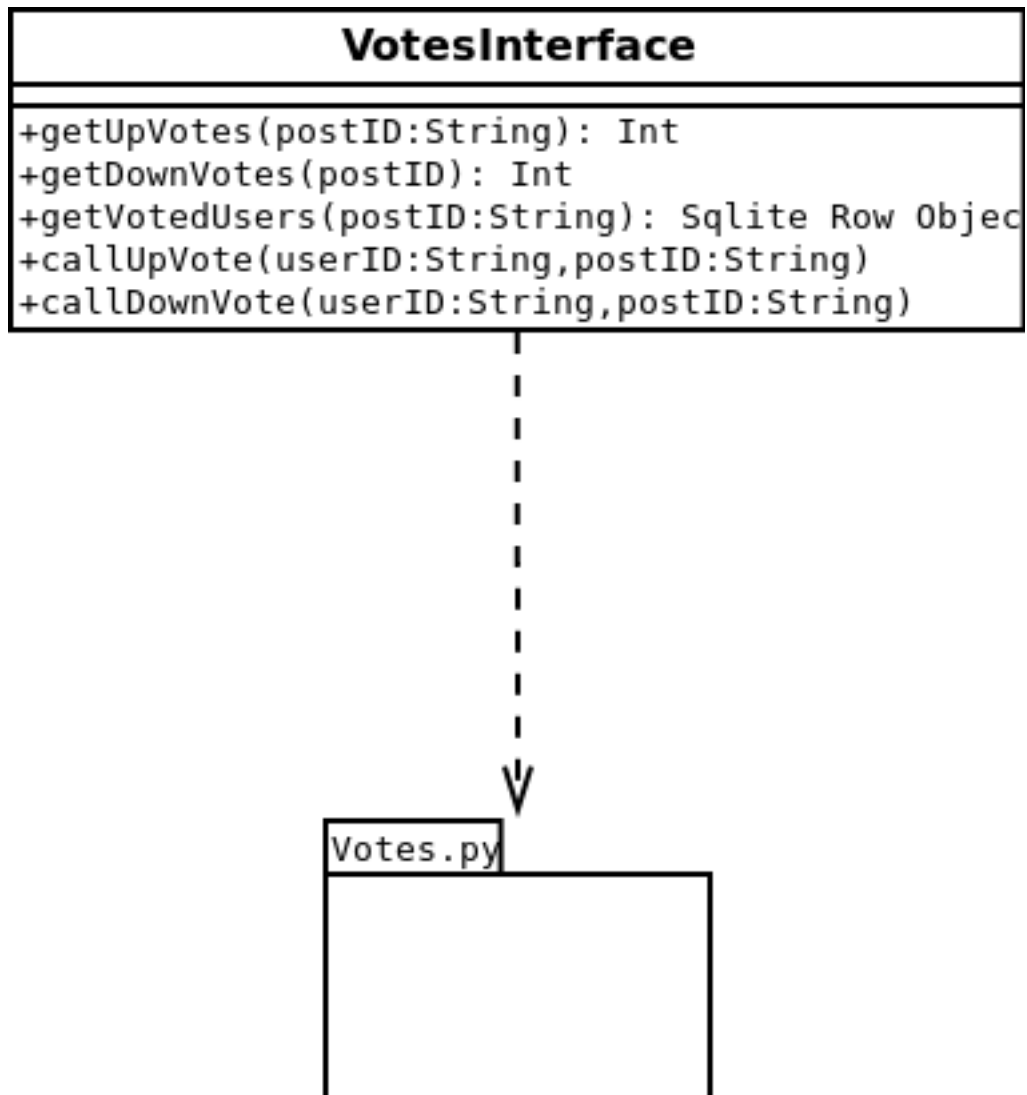 VotesInterface
+getUpVotes(postID:String): Int
+getDownVotes(postID): Int
+getVotedUsers(postID:String): Sqlite Row Objec
+callUpVote(userID:String,postID:String)
+callDownVote(userID:String,postID:String)
Votes.py